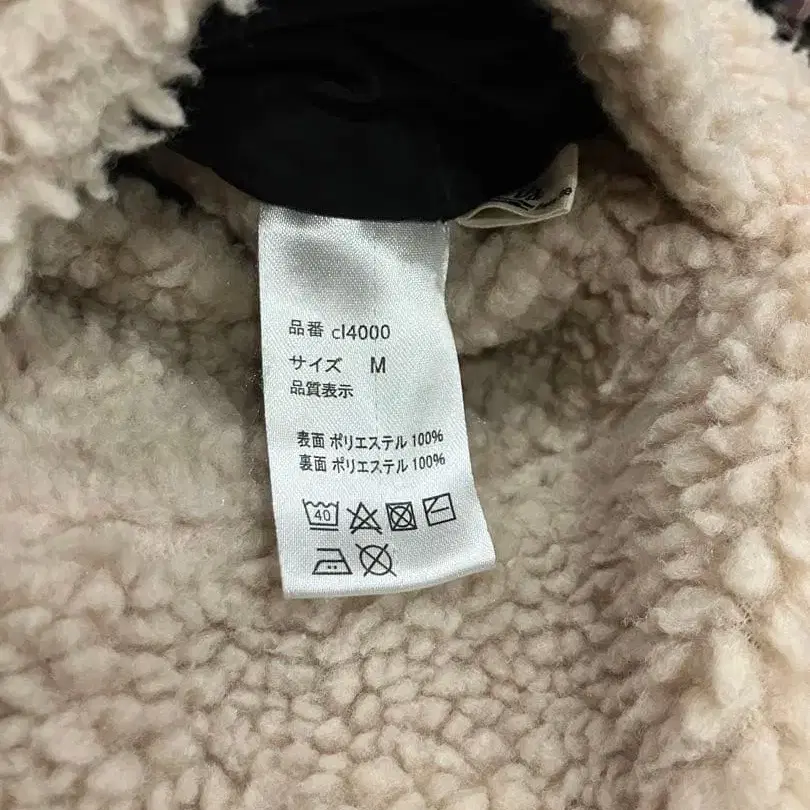 品番 cl4000
サイズ M
品質表示
表面 ポリエステル 100%
裏面 ポリエステル 100%
40